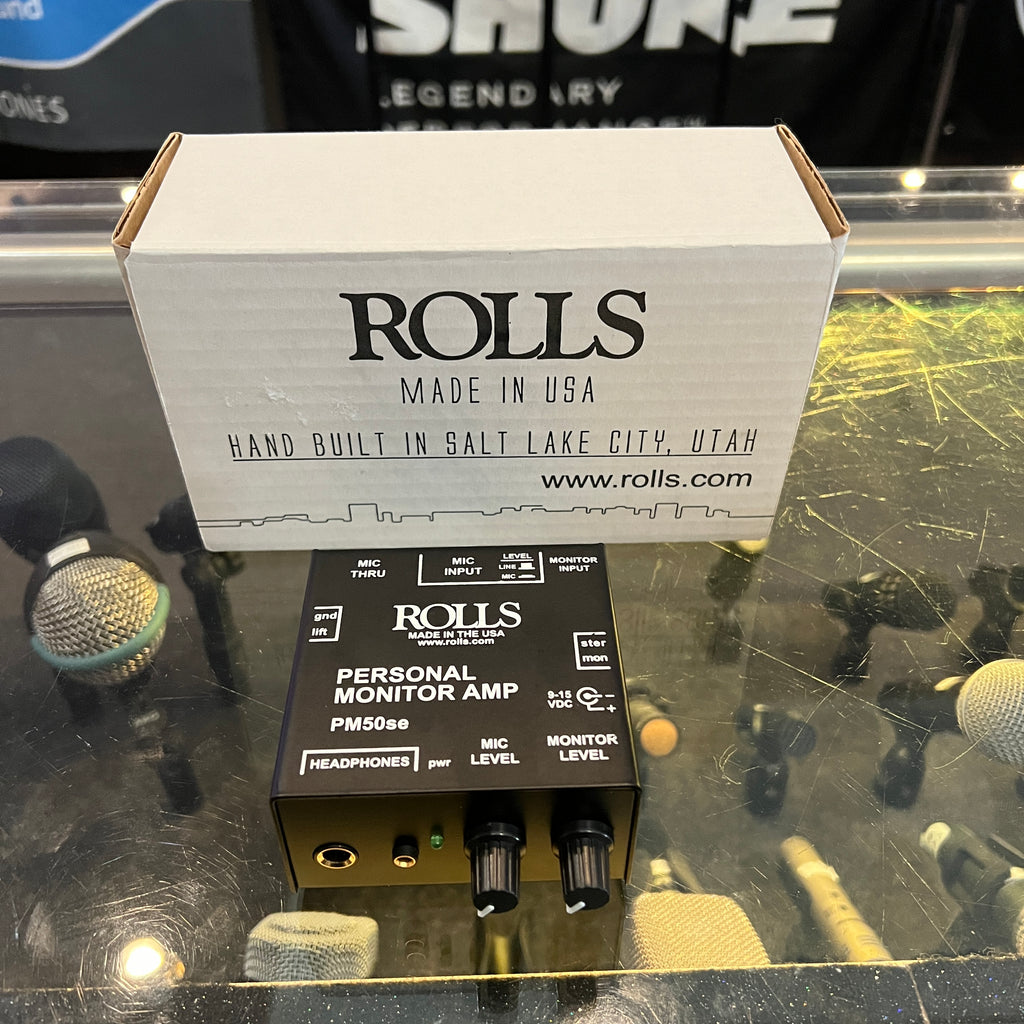 und
ONES
SHURE
LEGENDARY
ROLLS
MADE IN USA
HAND BUILT IN SALT LAKE CITY, UTAH
www.rolls.com
MIC THRU
MIC INPUT
LEVEL
LINE
MIC
MONITOR INPUT
gnd lift
ROLLS
MADE IN THE USA
www.rolls.com
ster
mon
PERSONAL
MONITOR AMP
9-15 VDC
- +
PM50se
HEADPHONES
pwr
MIC LEVEL
MONITOR LEVEL